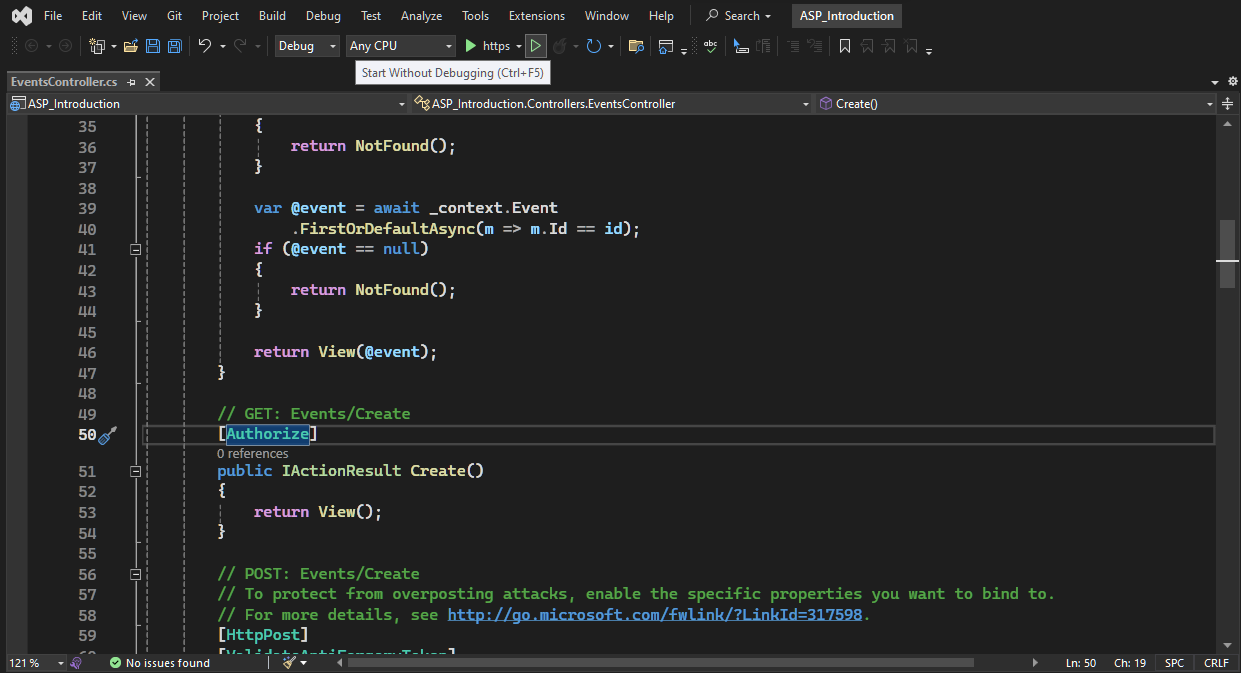 File Edit View Git Project Build Debug Test Analyze Tools Extensions Window Help Search ASP_Introduction
Debug Any CPU https
Start Without Debugging (Ctrl+F5)
EventsController.cs
ASP_Introduction ASP_Introduction.Controllers.EventsController Create()
35 {
36 return NotFound();
37 }
38
39 var @event = await _context.Event
40 .FirstOrDefaultAsync(m => m.Id == id);
41 if (@event == null)
42 {
43 return NotFound();
44 }
45
46 return View(@event);
47 }
48
49 // GET: Events/Create
50 [Authorize]
0 references
51 public IActionResult Create()
52 {
53 return View();
54 }
55
56 // POST: Events/Create
57 // To protect from overposting attacks, enable the specific properties you want to bind to.
58 // For more details, see http://go.microsoft.com/fwlink/?LinkId=317598.
59 [HttpPost]
60 [ValidateAntiForgeryToken]
121 % No issues found Ln: 50 Ch: 19 SPC CRLF